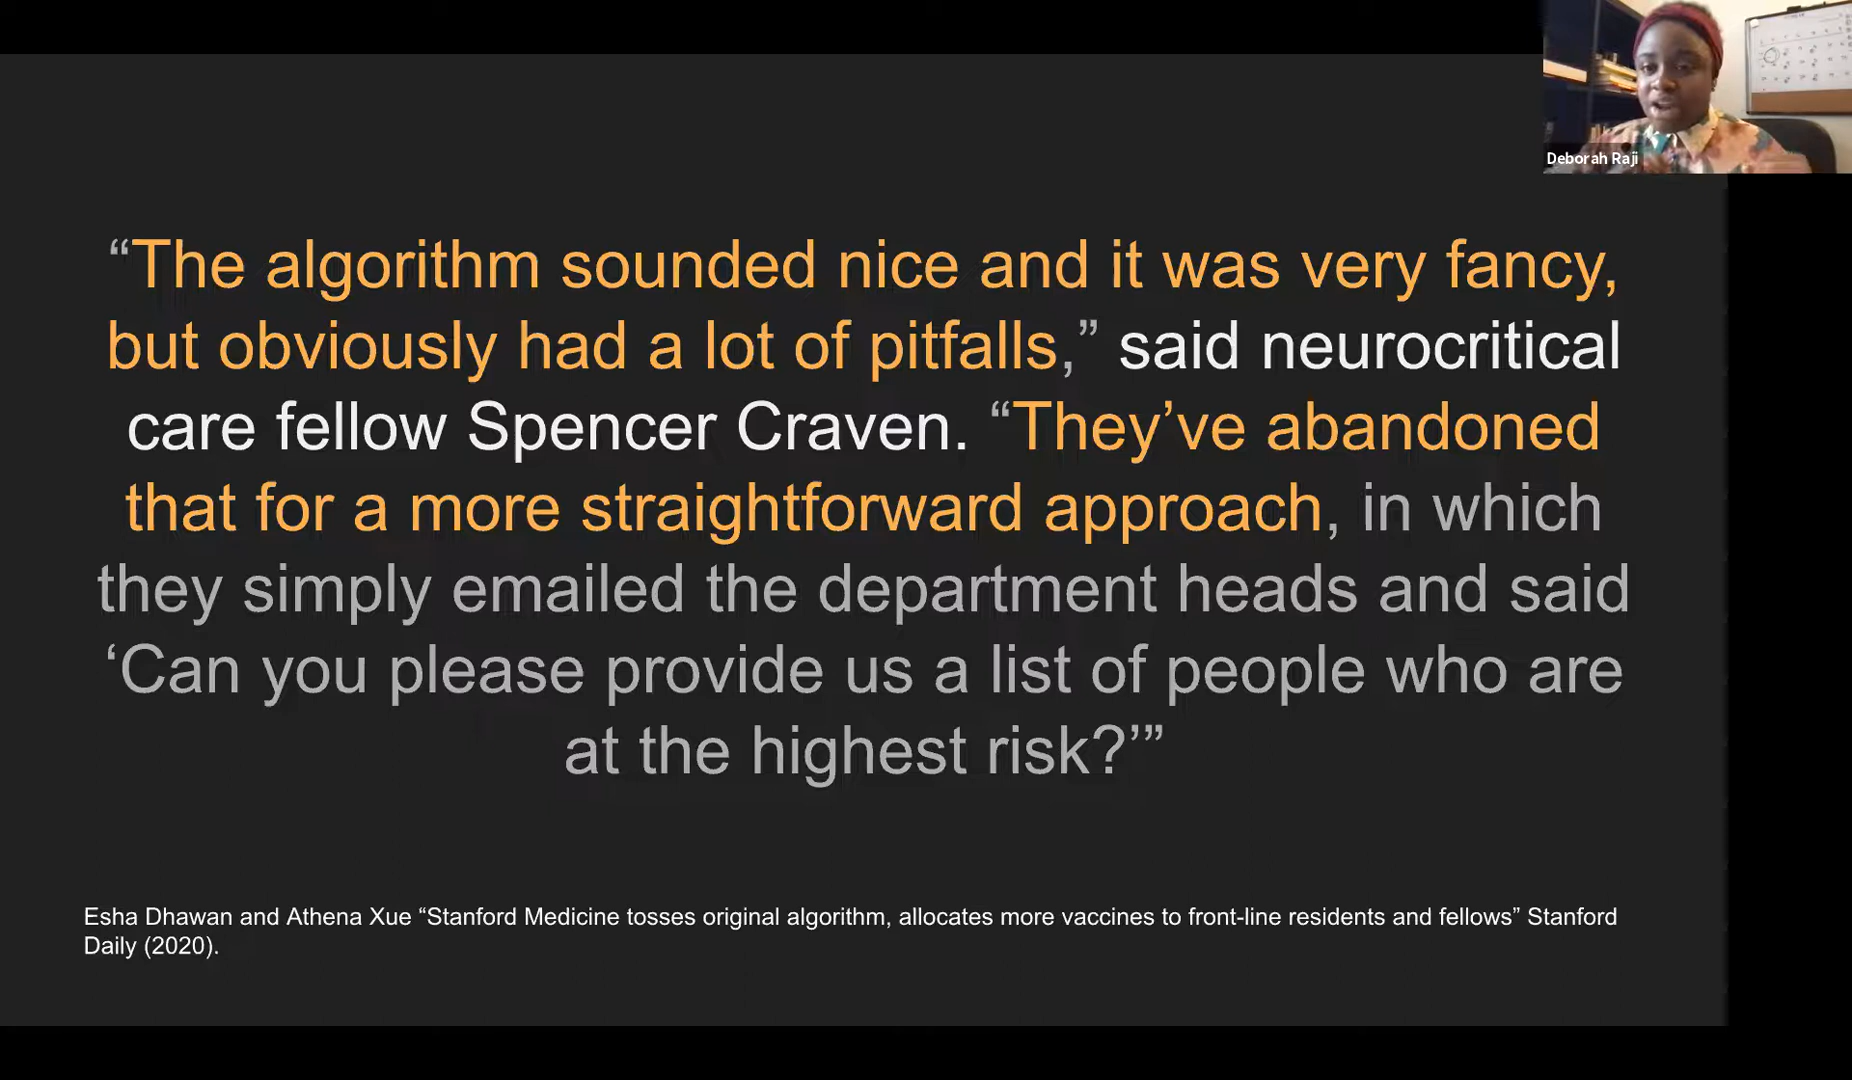 Deborah Raji
“The algorithm sounded nice and it was very fancy,
but obviously had a lot of pitfalls,” said neurocritical
care fellow Spencer Craven. “They’ve abandoned
that for a more straightforward approach, in which
they simply emailed the department heads and said
‘Can you please provide us a list of people who are
at the highest risk?’”
Esha Dhawan and Athena Xue “Stanford Medicine tosses original algorithm, allocates more vaccines to front-line residents and fellows” Stanford
Daily (2020).